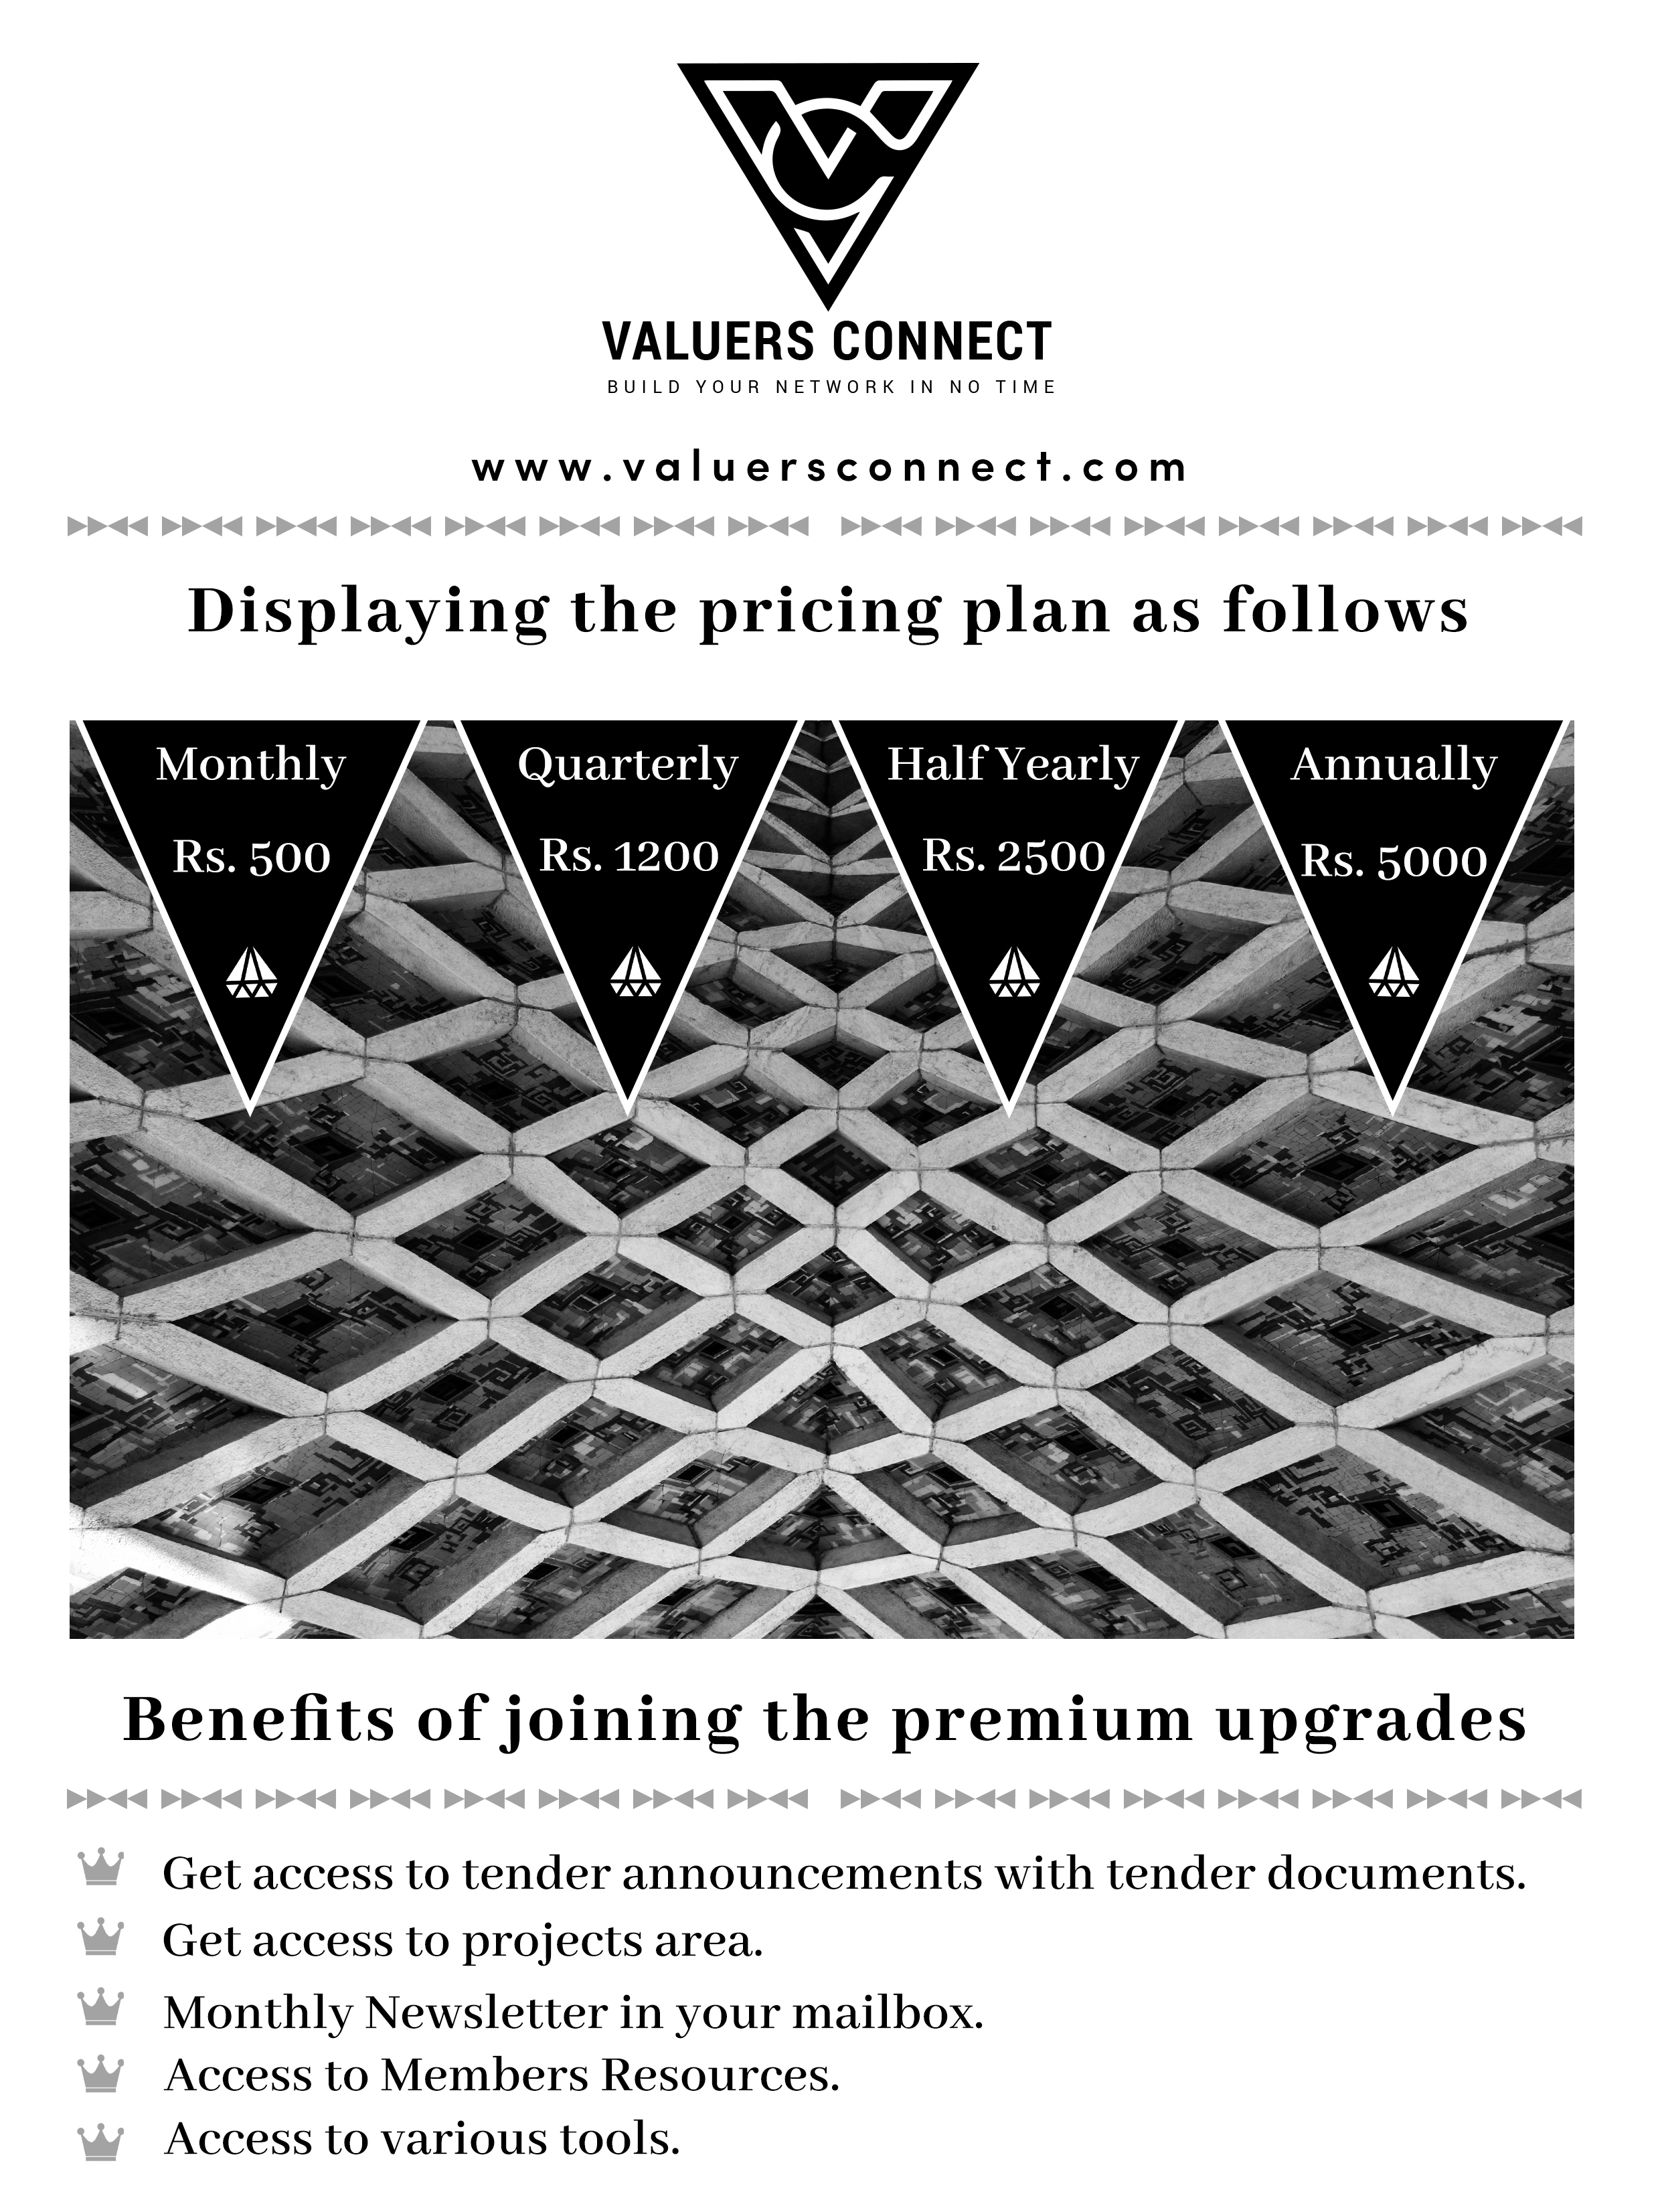 VALUERS CONNECT
BUILD YOUR NETWORK IN NO TIME
www.valuersconnect.com
Displaying the pricing plan as follows
Monthly
Rs. 500
Quarterly
Rs. 1200
Half Yearly
Rs. 2500
Annually
Rs. 5000
Benefits of joining the premium upgrades
Get access to tender announcements with tender documents.
Get access to projects area.
Monthly Newsletter in your mailbox.
Access to Members Resources.
Access to various tools.